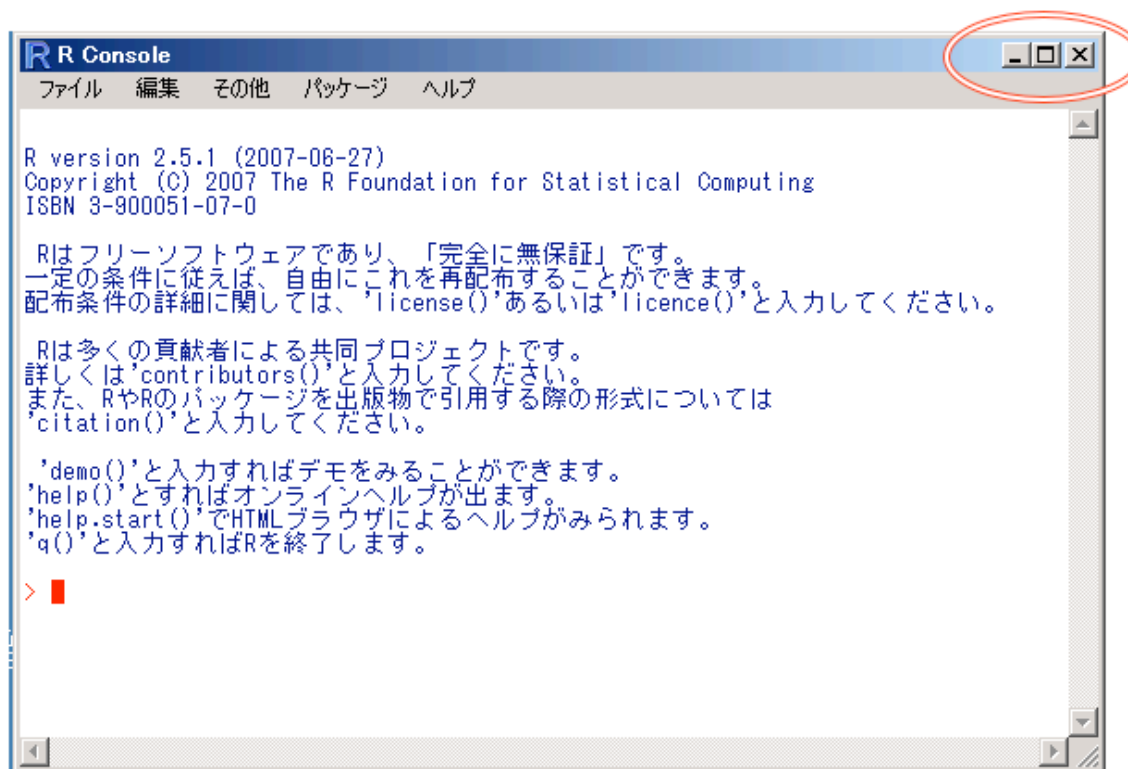 R Console
ファイル 編集 その他 パッケージ ヘルプ
R version 2.5.1 (2007-06-27)
Copyright (C) 2007 The R Foundation for Statistical Computing
ISBN 3-900051-07-0
Rはフリーソフトウェアであり、「完全に無保証」です。
一定の条件に従えば、自由にこれを再配布することができます。
配布条件の詳細に関しては、'license()'あるいは'licence()'と入力してください。
Rは多くの貢献者による共同プロジェクトです。
詳しくは'contributors()'と入力してください。
また、RやRのパッケージを出版物で引用する際の形式については
'citation()'と入力してください。
'demo()'と入力すればデモをみることができます。
'help()'とすればオンラインヘルプが出ます。
'help.start()'でHTMLブラウザによるヘルプがみられます。
'q()'と入力すればRを終了します。
>